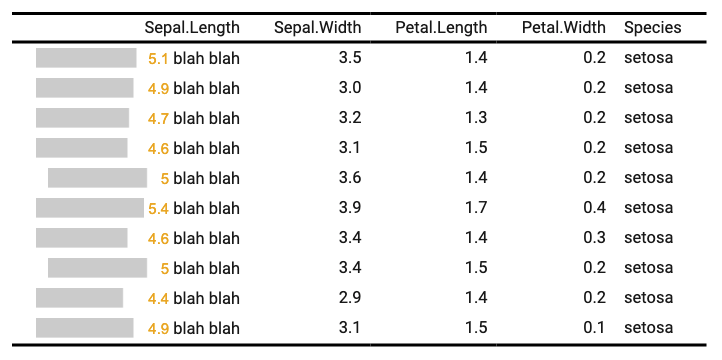 Sepal.Length Sepal.Width Petal.Length Petal.Width Species
5.1 blah blah 3.5 1.4 0.2 setosa
4.9 blah blah 3.0 1.4 0.2 setosa
4.7 blah blah 3.2 1.3 0.2 setosa
4.6 blah blah 3.1 1.5 0.2 setosa
5 blah blah 3.6 1.4 0.2 setosa
5.4 blah blah 3.9 1.7 0.4 setosa
4.6 blah blah 3.4 1.4 0.3 setosa
5 blah blah 3.4 1.5 0.2 setosa
4.4 blah blah 2.9 1.4 0.2 setosa
4.9 blah blah 3.1 1.5 0.1 setosa